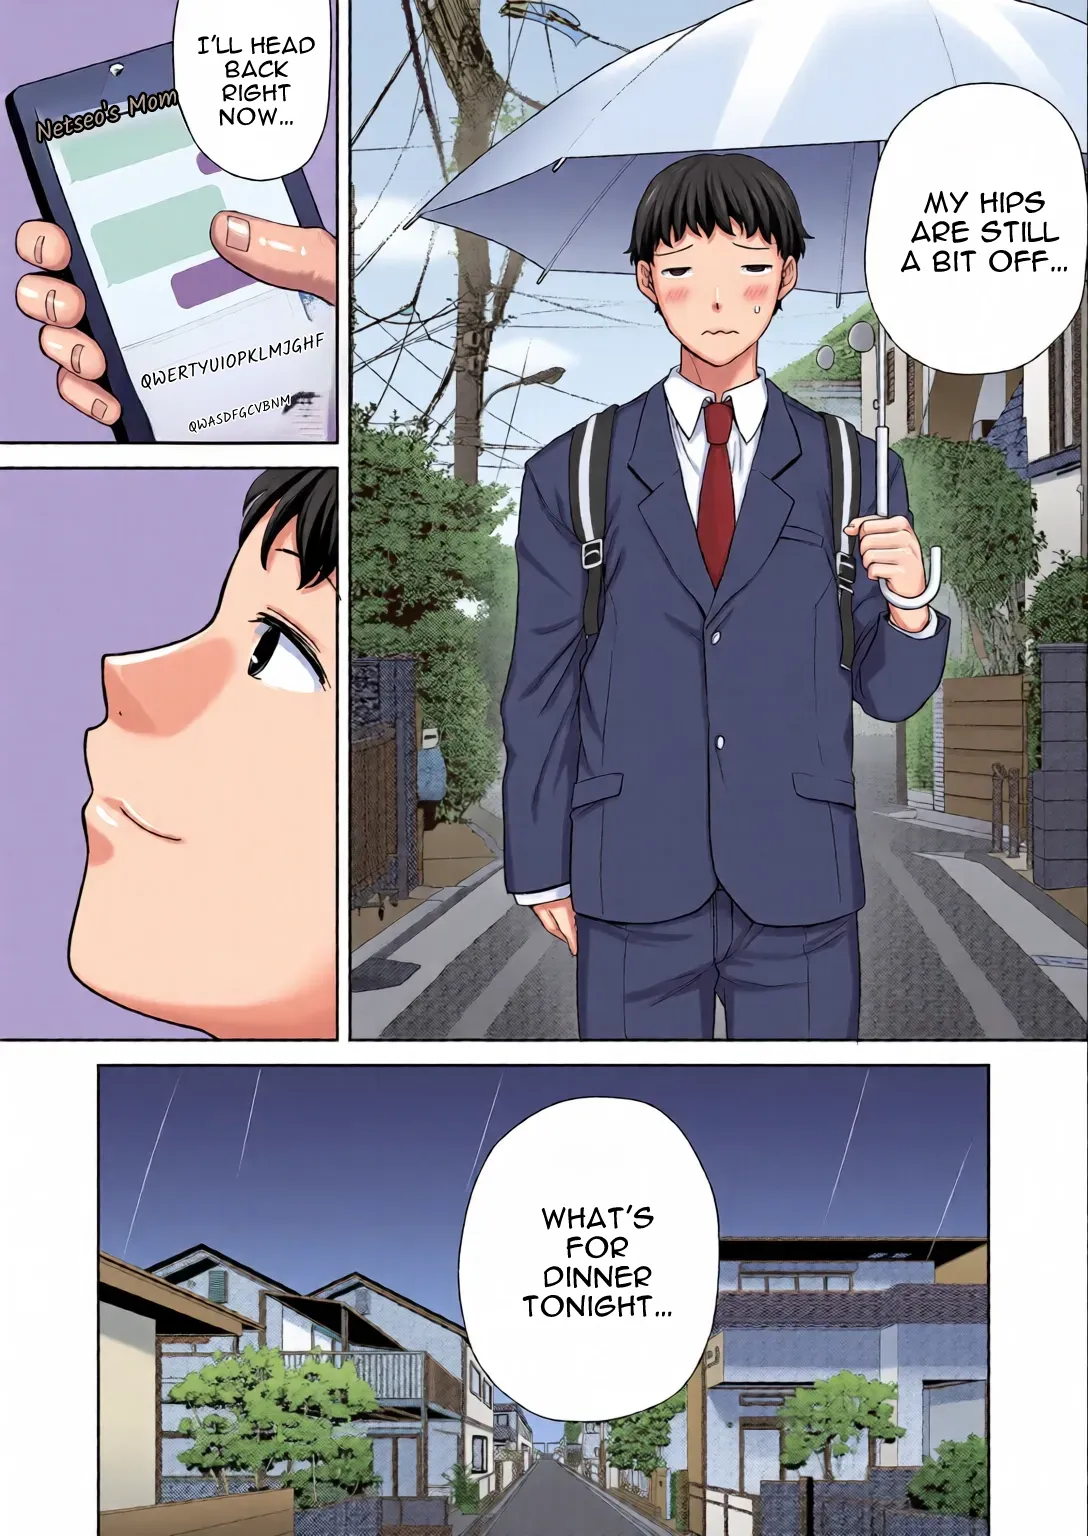 MY HIPS
ARE STILL
A BIT OFF...
I'LL HEAD
BACK
RIGHT
NOW...
Netseo's Mom
QWERTYUIOPKLMJGHF
QWASDFGCVBNM
WHAT'S
FOR
DINNER
TONIGHT...